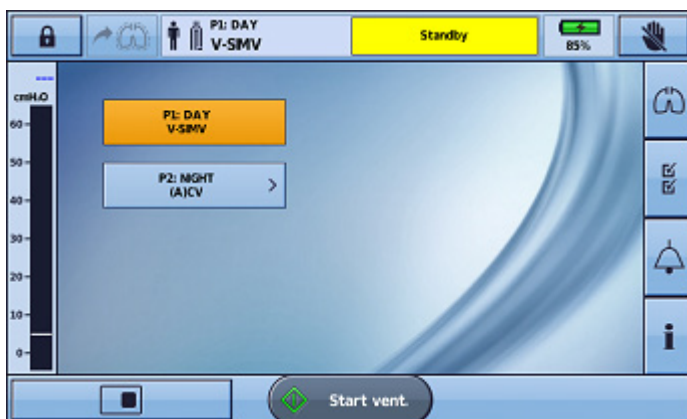 P1: DAY
V-SIMV
Standby
85%
---
cmH₂O
60
50
40
30
20
10
0
P1: DAY
V-SIMV
P2: NIGHT
(A)CV
Start vent.